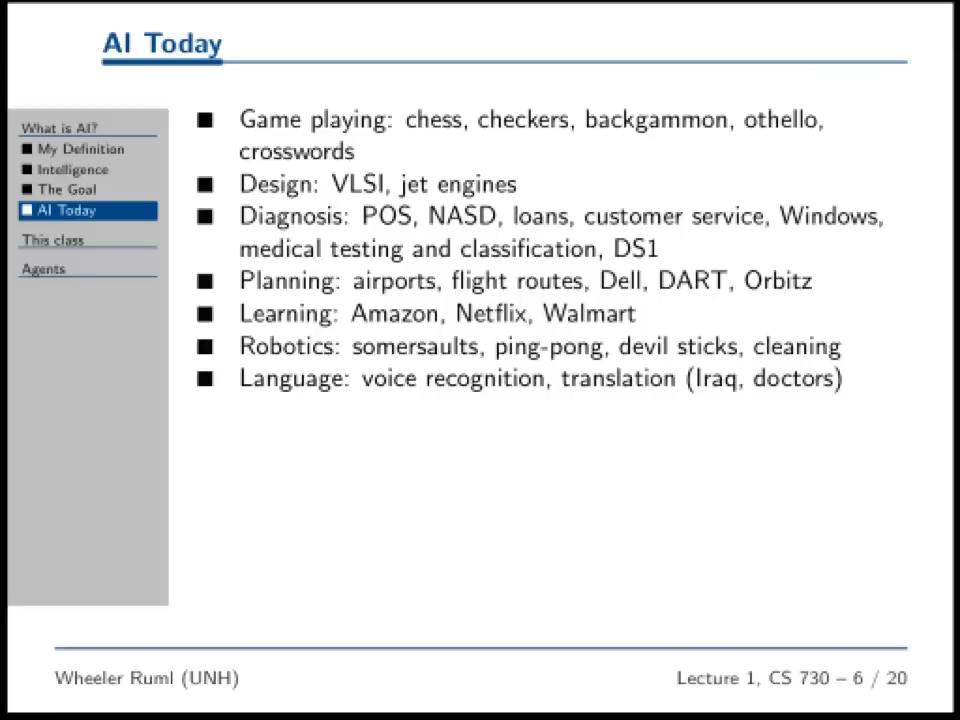 AI Today
What is AI?
My Definition
Intelligence
The Goal
AI Today
This class
Agents
Game playing: chess, checkers, backgammon, othello,
crosswords
Design: VLSI, jet engines
Diagnosis: POS, NASD, loans, customer service, Windows,
medical testing and classification, DS1
Planning: airports, flight routes, Dell, DART, Orbitz
Learning: Amazon, Netflix, Walmart
Robotics: somersaults, ping-pong, devil sticks, cleaning
Language: voice recognition, translation (Iraq, doctors)
Wheeler Ruml (UNH)
Lecture 1, CS 730 – 6 / 20